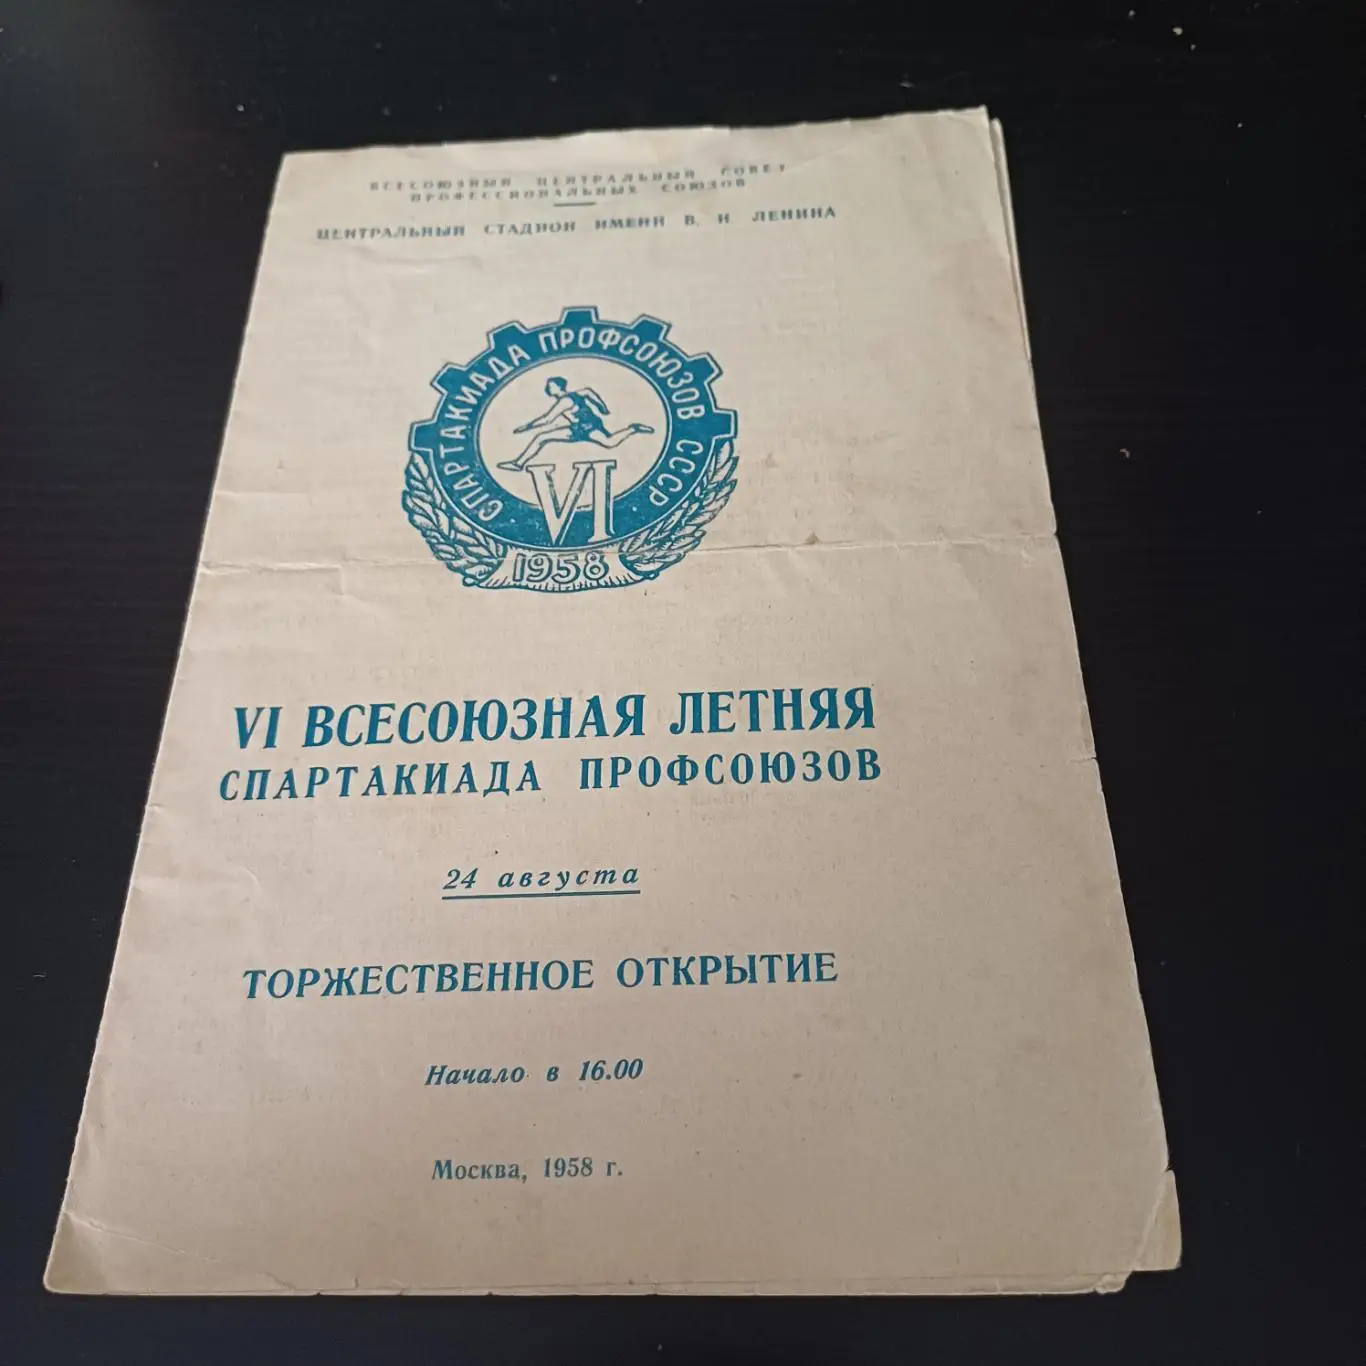 ВСЕСОЮЗНЫЙ ЦЕНТРАЛЬНЫЙ СОВЕТ
ПРОФЕССИОНАЛЬНЫХ СОЮЗОВ
ЦЕНТРАЛЬНЫЙ СТАДИОН ИМЕНИ В. И ЛЕНИНА
СПАРТАКИАДА ПРОФСОЮЗОВ СССР
VI
1958
VI ВСЕСОЮЗНАЯ ЛЕТНЯЯ
СПАРТАКИАДА ПРОФСОЮЗОВ
24 августа
ТОРЖЕСТВЕННОЕ ОТКРЫТИЕ
Начало в 16.00
Москва, 1958 г.